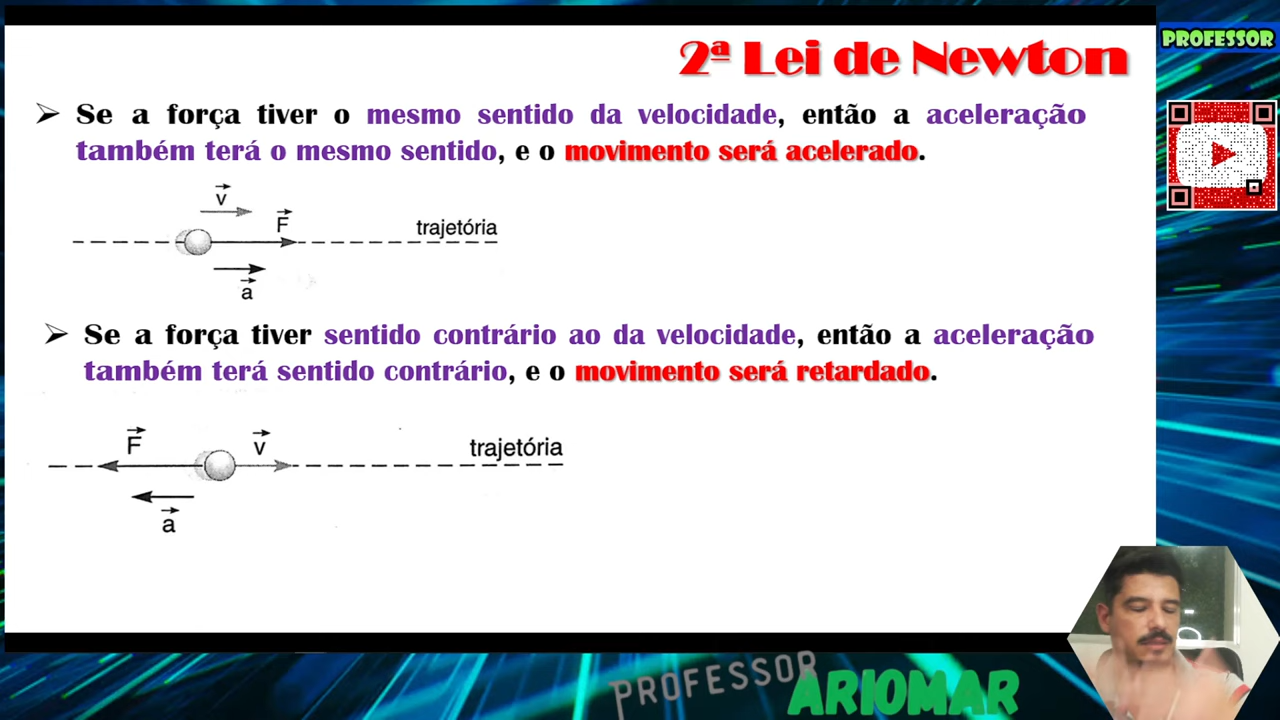 2ª Lei de Newton
PROFESSOR
➢ Se a força tiver o mesmo sentido da velocidade, então a aceleração
também terá o mesmo sentido, e o movimento será acelerado.
v
F
trajetória
a
➢ Se a força tiver sentido contrário ao da velocidade, então a aceleração
também terá sentido contrário, e o movimento será retardado.
F
v
trajetória
a
PROFESSOR
ARIOMAR